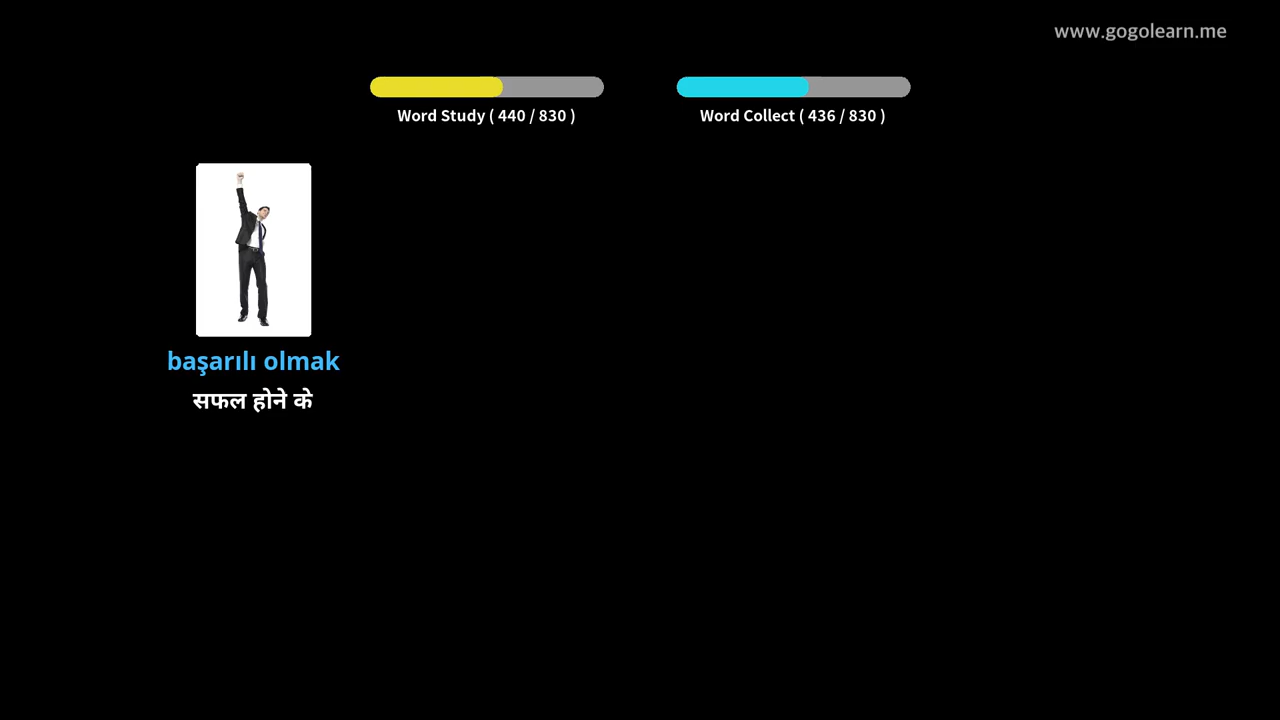 www.gogolearn.me
Word Study ( 440 / 830 )
Word Collect ( 436 / 830 )
başarılı olmak
सफल होने के